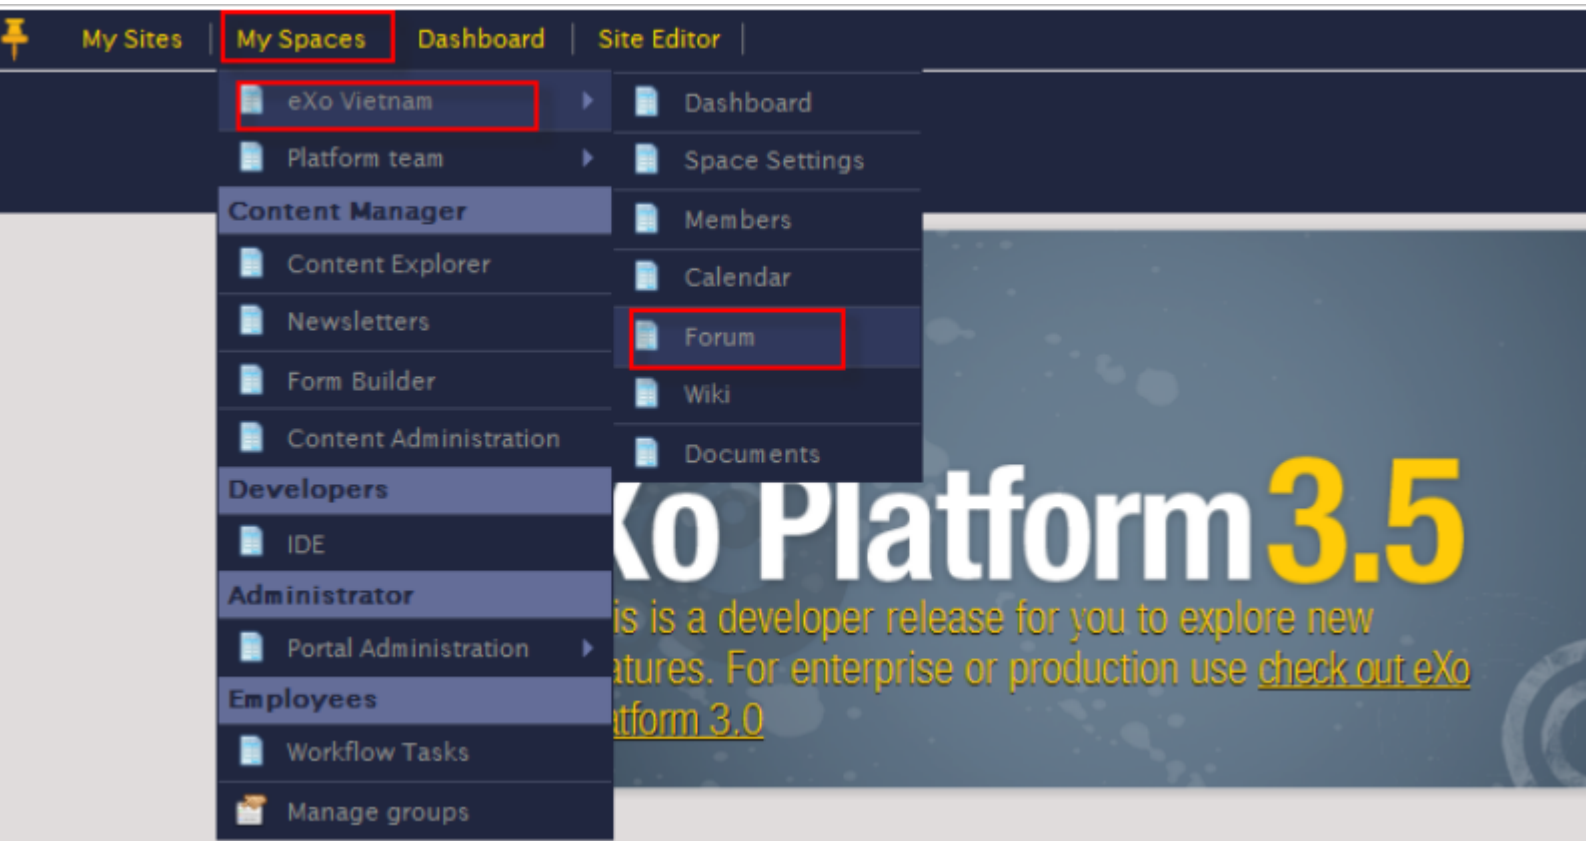 My Sites
My Spaces
Dashboard
Site Editor
eXo Vietnam
Platform team
Content Manager
Content Explorer
Newsletters
Form Builder
Content Administration
Developers
IDE
Administrator
Portal Administration
Employees
Workflow Tasks
Manage groups
Dashboard
Space Settings
Members
Calendar
Forum
Wiki
Documents
Xo Platform 3.5
is is a developer release for you to explore new
atures. For enterprise or production use check out eXo
atform 3.0